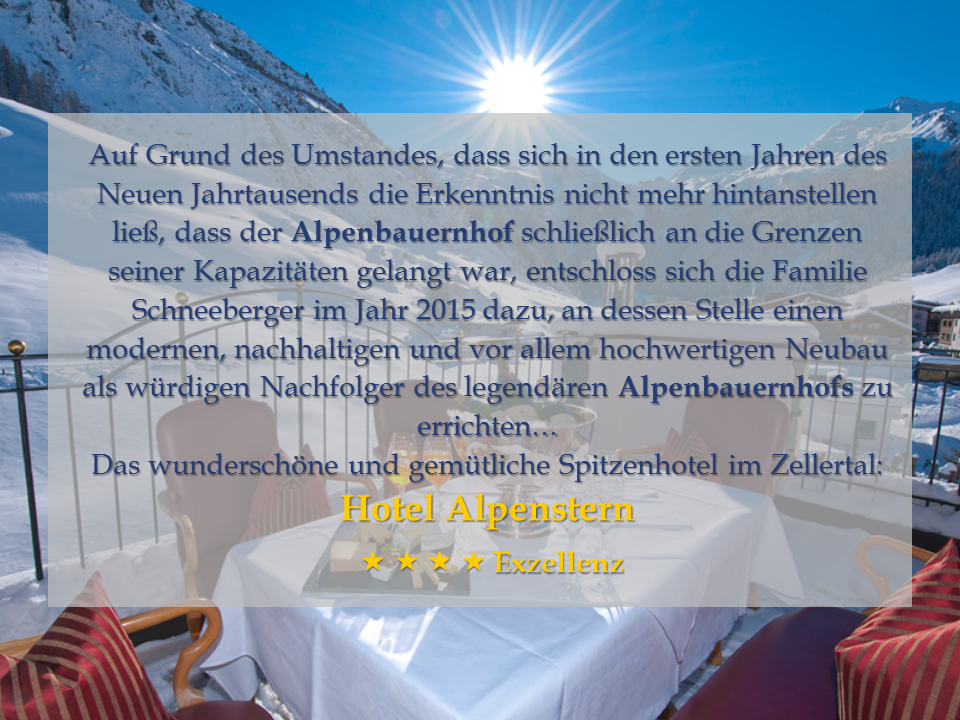 Auf Grund des Umstandes, dass sich in den ersten Jahren des
Neuen Jahrtausends die Erkenntnis nicht mehr hintanstellen
ließ, dass der Alpenbauernhof schließlich an die Grenzen
seiner Kapazitäten gelangt war, entschloss sich die Familie
Schneeberger im Jahr 2015 dazu, an dessen Stelle einen
modernen, nachhaltigen und vor allem hochwertigen Neubau
als würdigen Nachfolger des legendären Alpenbauernhofs zu
errichten…
Das wunderschöne und gemütliche Spitzenhotel im Zellertal:
Hotel Alpenstern
★ ★ ★ ★ Exzellenz